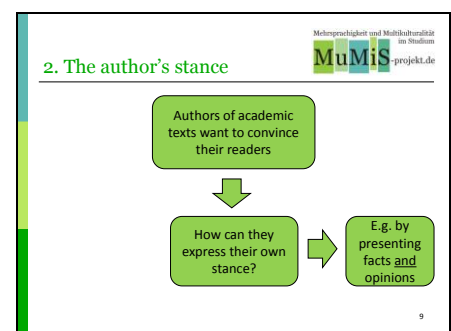 Mehrsprachigkeit und Multikulturalität
im Studium
MuMiS-projekt.de
2. The author's stance
Authors of academic
texts want to convince
their readers
How can they
express their own
stance?
E.g. by
presenting
facts and
opinions
9